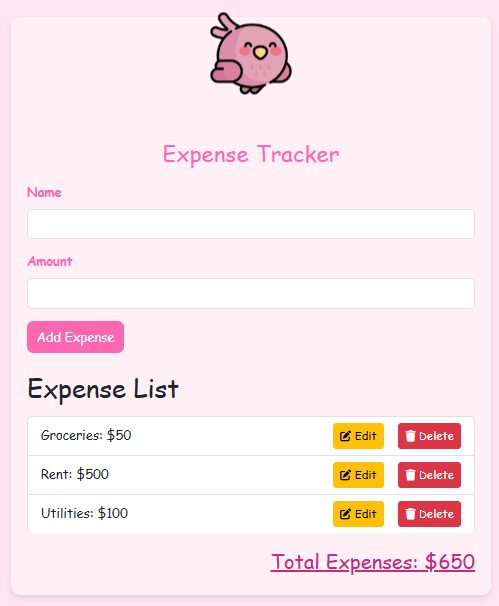 Expense Tracker
Name
Amount
Add Expense
Expense List
Groceries: $50 Edit Delete
Rent: $500 Edit Delete
Utilities: $100 Edit Delete
Total Expenses: $650